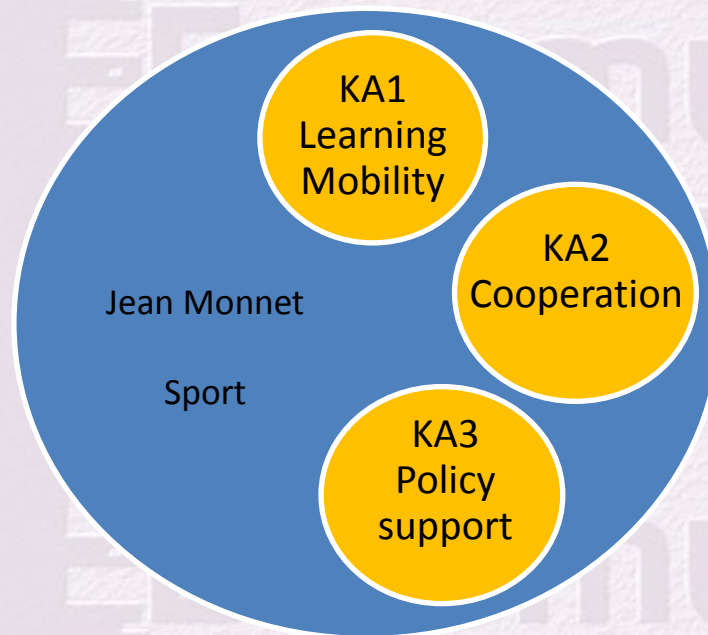 KA1
Learning
Mobility
KA2
Cooperation
Jean Monnet
Sport
KA3
Policy
support